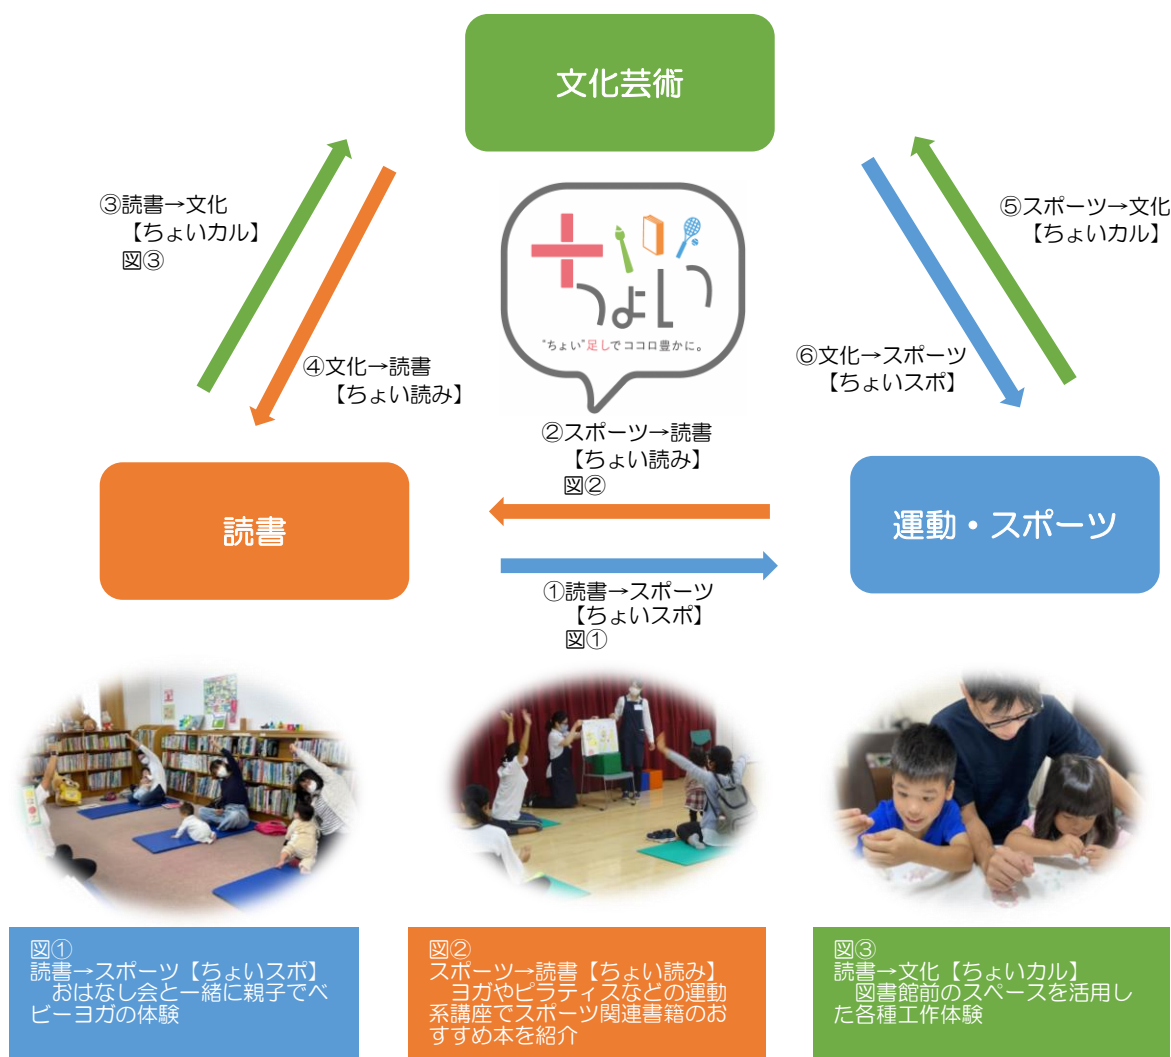 文化芸術
③読書→文化
【ちょいカル】
図③
⑤スポーツ→文化
【ちょいカル】
ちょい
"ちょい"足しでココロ豊かに。
④文化→読書
【ちょい読み】
⑥文化→スポーツ
【ちょいスポ】
②スポーツ→読書
【ちょい読み】
図②
読書
運動・スポーツ
①読書→スポーツ
【ちょいスポ】
図①
図①
読書→スポーツ【ちょいスポ】
おはなし会と一緒に親子でベ
ビーヨガの体験
図②
スポーツ→読書【ちょい読み】
ヨガやピラティスなどの運動
系講座でスポーツ関連書籍のお
すすめ本を紹介
図③
読書→文化【ちょいカル】
図書館前のスペースを活用し
た各種工作体験